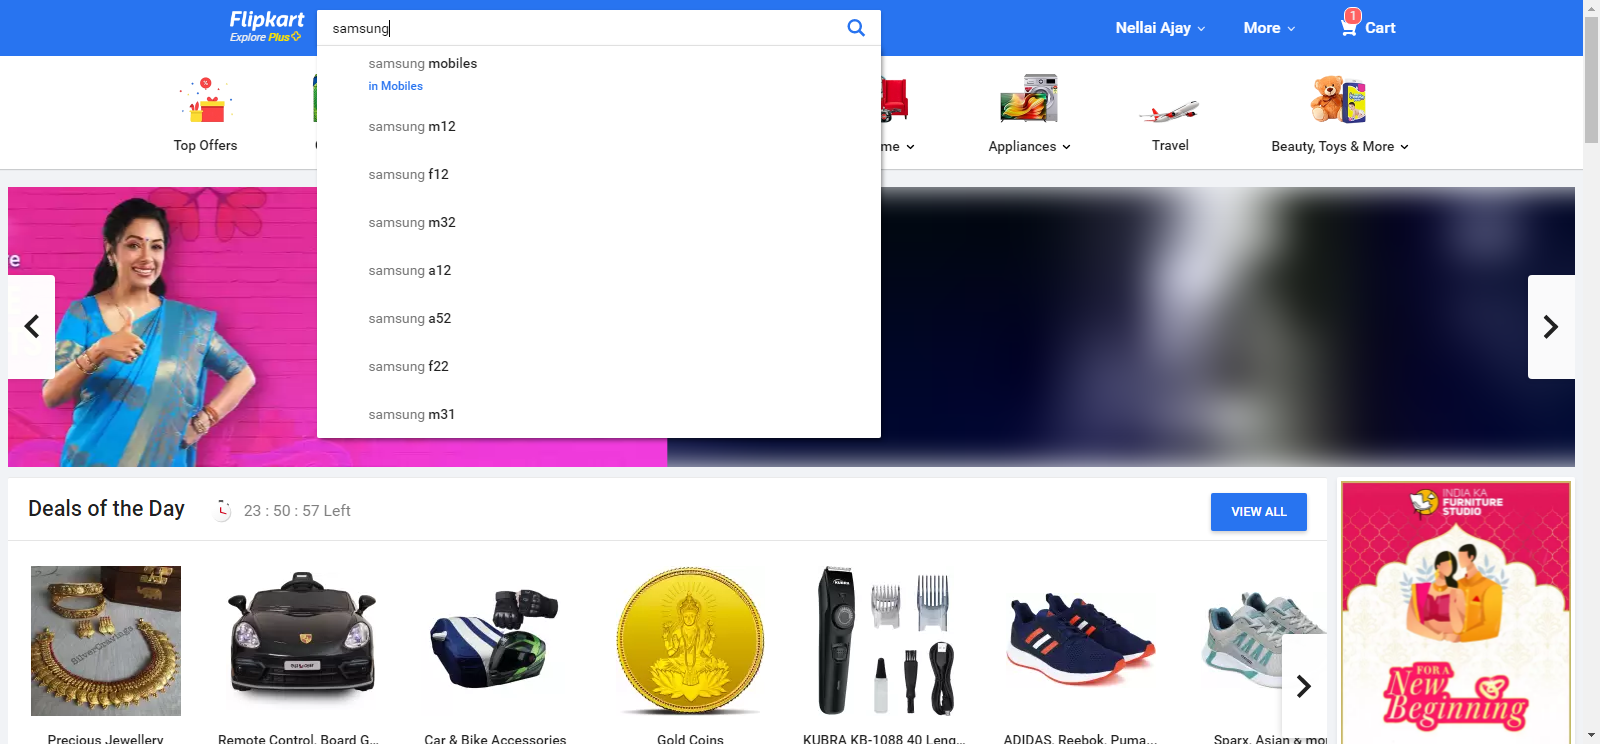 Flipkart
Explore Plus
samsung
Nellai Ajay
More
1
Cart
samsung mobiles
in Mobiles
samsung m12
samsung f12
samsung m32
samsung a12
samsung a52
samsung f22
samsung m31
Top Offers
me
Appliances
Travel
Beauty, Toys & More
Deals of the Day
23 : 50 : 57 Left
VIEW ALL
INDIA KA
FURNITURE
STUDIO
FOR A
New
Beginning
BilverCravings
KUBRA
Precious Jewellery
Remote Control, Board G...
Car & Bike Accessories
Gold Coins
KUBRA KB-1088 40 Leng...
ADIDAS, Reebok, Puma...
Sparx, Asian & mo